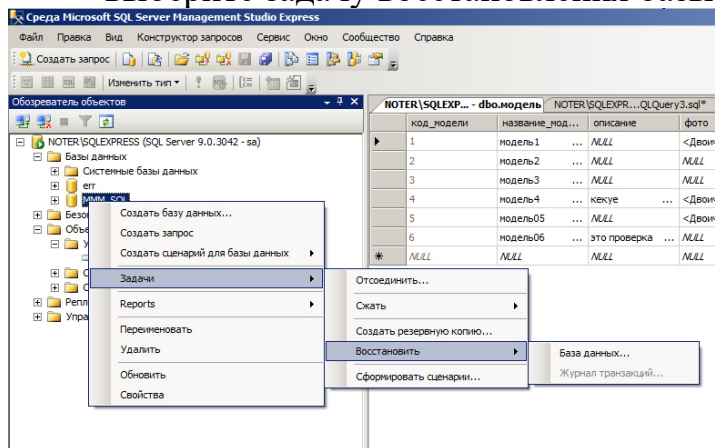 Среда Microsoft SQL Server Management Studio Express
Файл Правка Вид Конструктор запросов Сервис Окно Сообщество Справка
Создать запрос
Изменить тип
Обозреватель объектов
NOTER\SQLEXP... - dbo.модель NOTER\SQLEXPR...QLQuery3.sql*
NOTER\SQLEXPRESS (SQL Server 9.0.3042 - sa)
Базы данных
Системные базы данных
err
MMM_SQL
код_модели название_мод... описание фото
1 модель1 ... NULL <Двоич
2 модель2 ... NULL NULL
3 модель3 ... NULL NULL
4 модель4 ... кекуе ... <Двоич
5 модель05 ... NULL <Двоич
6 модель06 ... это проверка ... NULL
NULL NULL NULL NULL
Создать базу данных...
Создать запрос
Создать сценарий для базы данных
Задачи
Reports
Переименовать
Удалить
Обновить
Свойства
Отсоединить...
Сжать
Создать резервную копию...
Восстановить
Сформировать сценарии...
База данных...
Журнал транзакций...